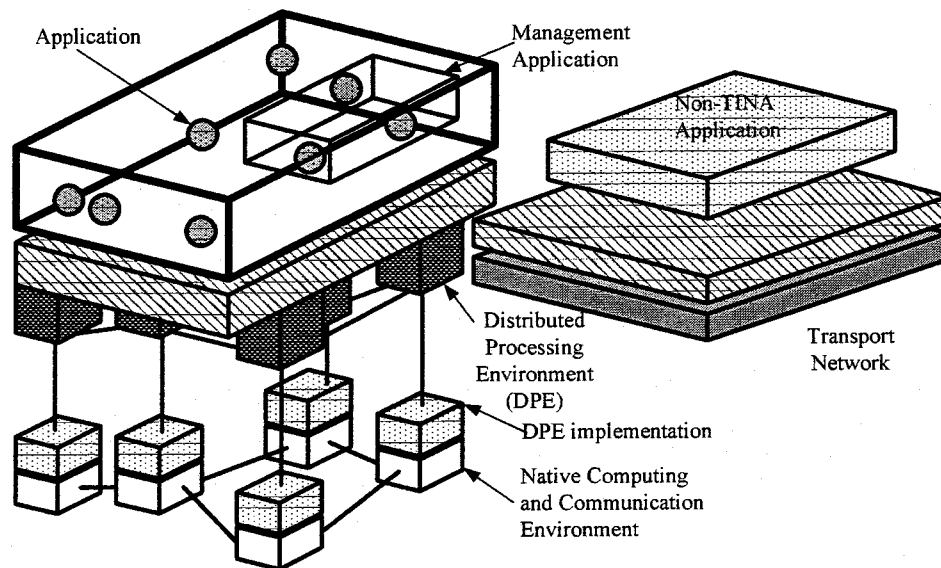 Application
Management
Application
Non-TINA
Application
Distributed
Processing
Environment
(DPE)
Transport
Network
DPE implementation
Native Computing
and Communication
Environment